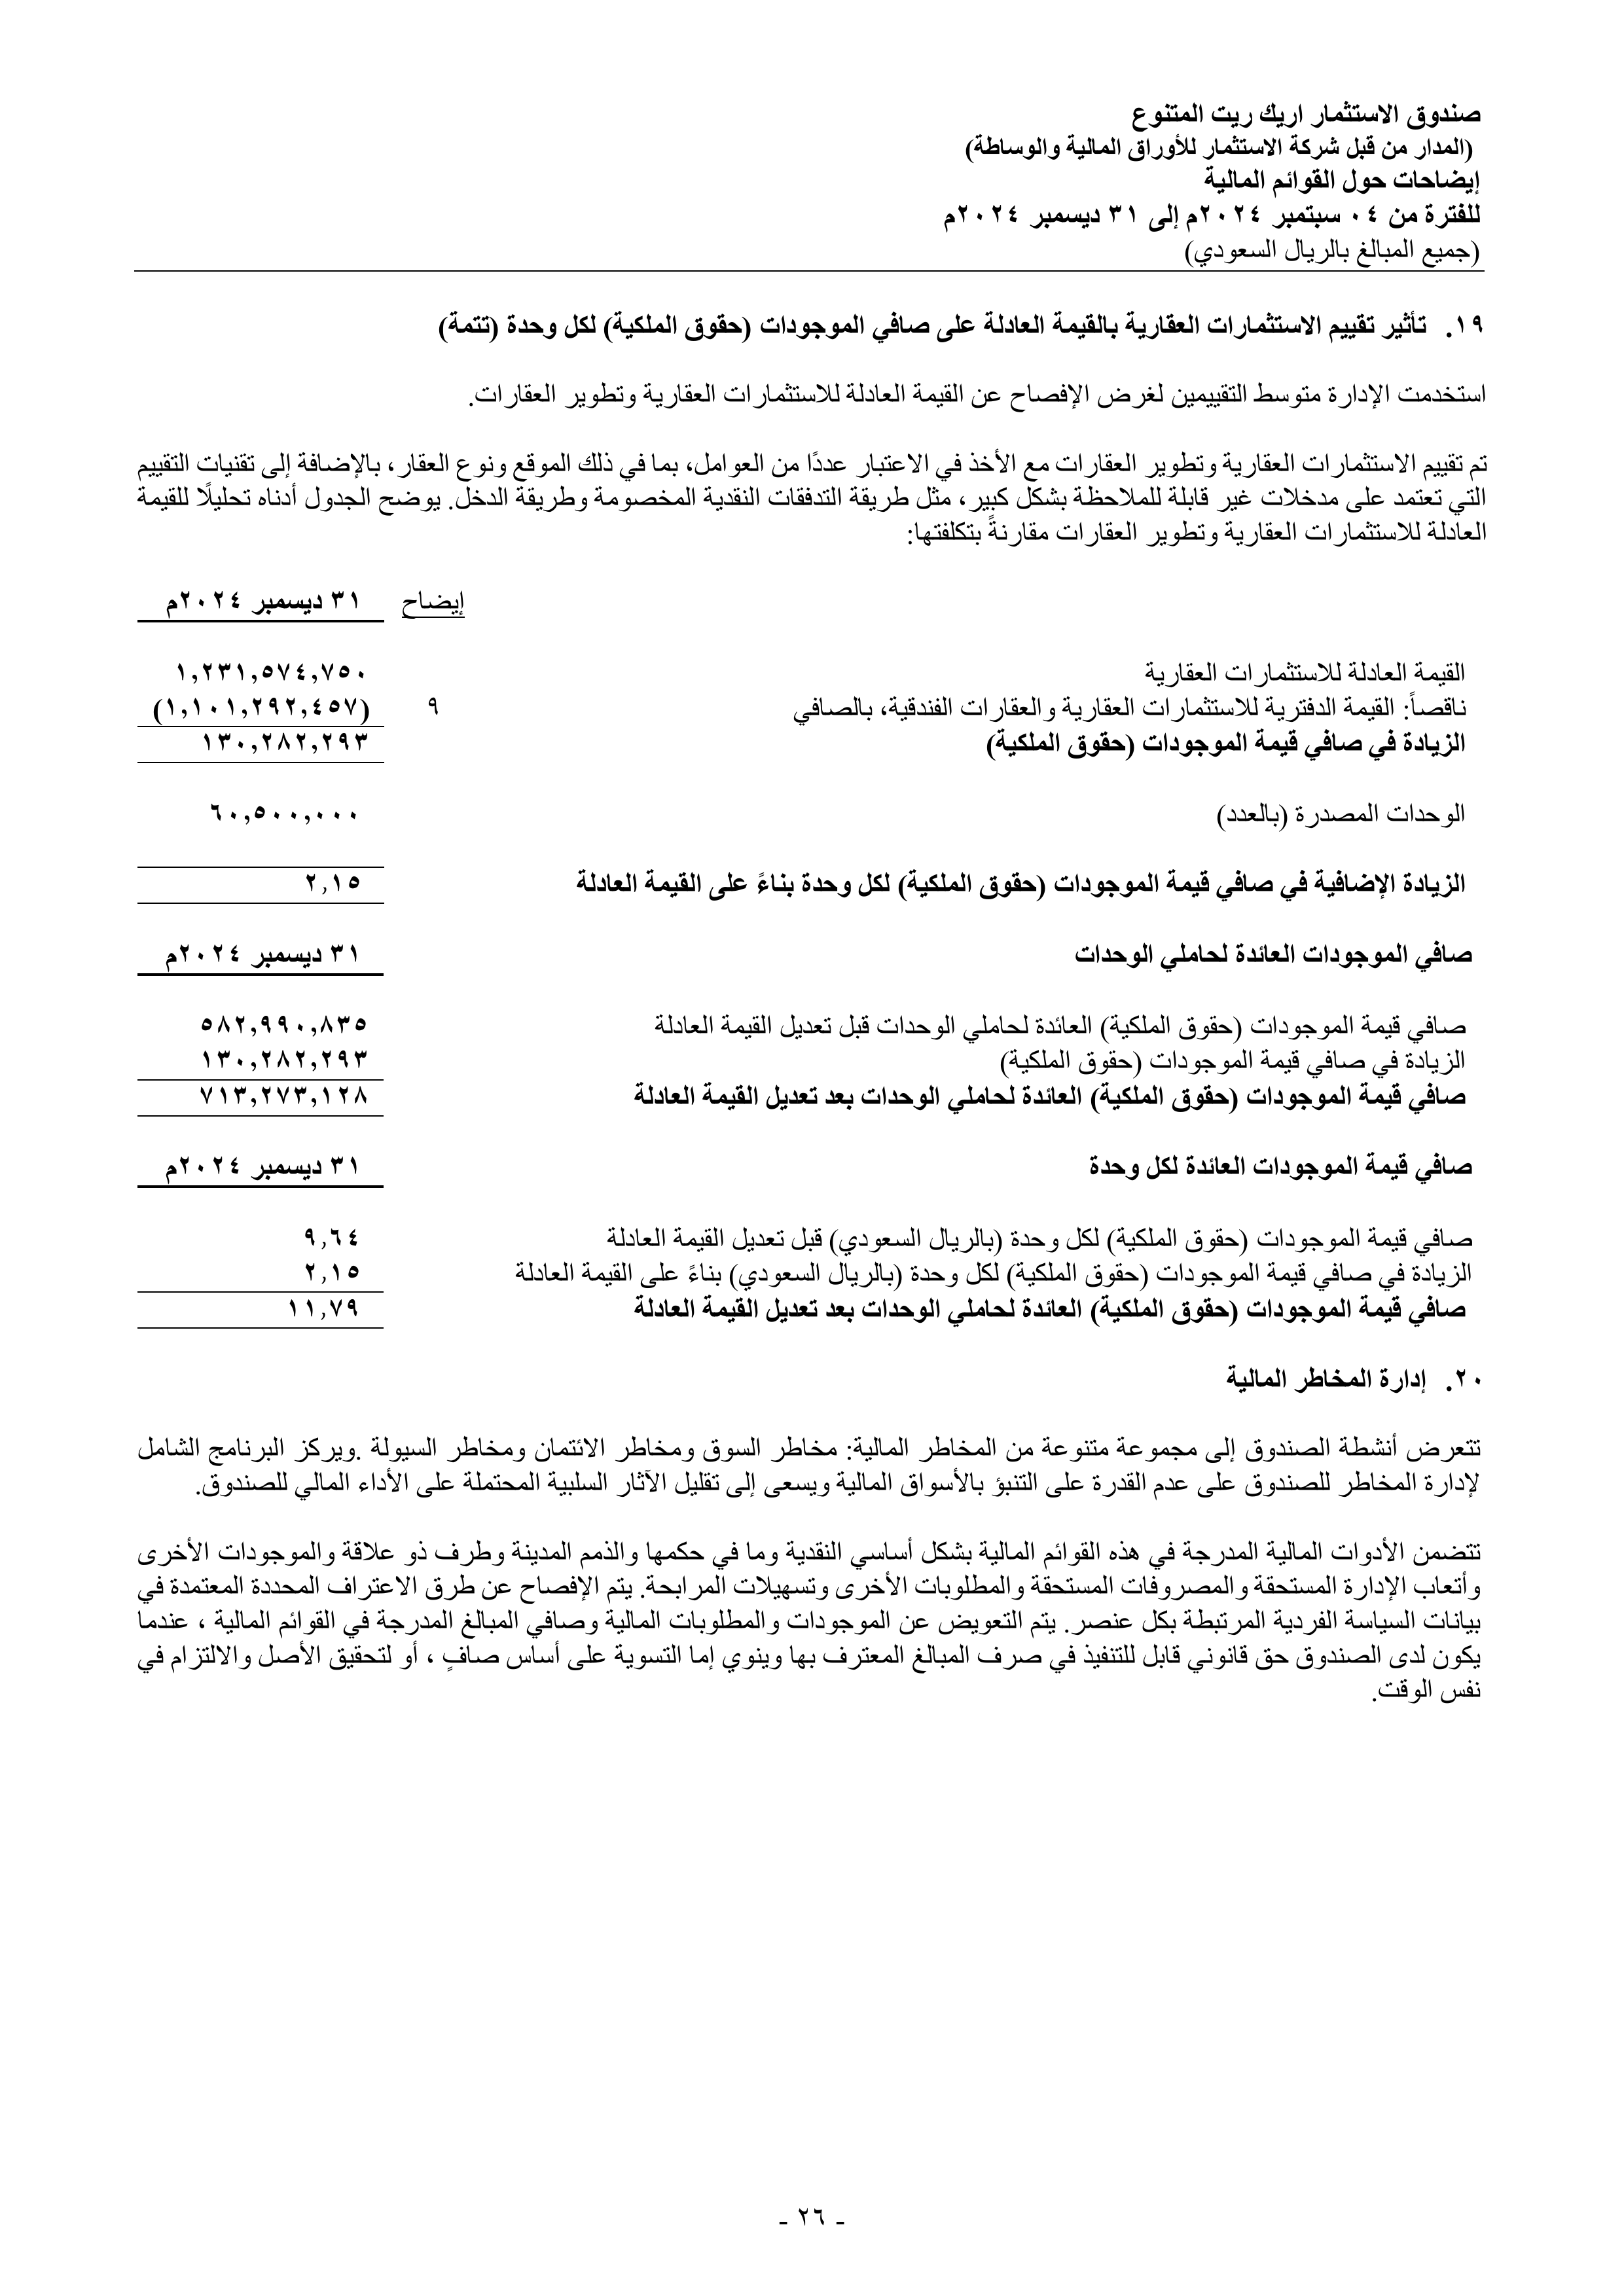 صندوق الاستثمار اريك ريت المتنوع
(المدار من قبل شركة الاستثمار للأوراق المالية والوساطة)
إيضاحات حول القوائم المالية
للفترة من ٠٤ سبتمبر ٢٠٢٤م إلى ٣١ ديسمبر ٢٠٢٤م
(جميع المبالغ بالريال السعودي)
١٩. تأثير تقييم الاستثمارات العقارية بالقيمة العادلة على صافي الموجودات (حقوق الملكية) لكل وحدة (تتمة)
استخدمت الإدارة متوسط التقييمين لغرض الإفصاح عن القيمة العادلة للاستثمارات العقارية وتطوير العقارات.
تم تقييم الاستثمارات العقارية وتطوير العقارات مع الأخذ في الاعتبار عددًا من العوامل، بما في ذلك الموقع ونوع العقار، بالإضافة إلى تقنيات التقييم
التي تعتمد على مدخلات غير قابلة للملاحظة بشكل كبير، مثل طريقة التدفقات النقدية المخصومة وطريقة الدخل. يوضح الجدول أدناه تحليلًا للقيمة
العادلة للاستثمارات العقارية وتطوير العقارات مقارنةً بتكلفتها:
إيضاح ٣١ ديسمبر ٢٠٢٤م
القيمة العادلة للاستثمارات العقارية ١,٢٣١,٥٧٤,٧٥٠
ناقصاً: القيمة الدفترية للاستثمارات العقارية والعقارات الفندقية، بالصافي ٩ (١,١٠١,٢٩٢,٤٥٧)
الزيادة في صافي قيمة الموجودات (حقوق الملكية) ١٣٠,٢٨٢,٢٩٣
الوحدات المصدرة (بالعدد) ٦٠,٥٠٠,٠٠٠
الزيادة الإضافية في صافي قيمة الموجودات (حقوق الملكية) لكل وحدة بناءً على القيمة العادلة ٢,١٥
صافي الموجودات العائدة لحاملي الوحدات ٣١ ديسمبر ٢٠٢٤م
صافي قيمة الموجودات (حقوق الملكية) العائدة لحاملي الوحدات قبل تعديل القيمة العادلة ٥٨٢,٩٩٠,٨٣٥
الزيادة في صافي قيمة الموجودات (حقوق الملكية) ١٣٠,٢٨٢,٢٩٣
صافي قيمة الموجودات (حقوق الملكية) العائدة لحاملي الوحدات بعد تعديل القيمة العادلة ٧١٣,٢٧٣,١٢٨
صافي قيمة الموجودات العائدة لكل وحدة ٣١ ديسمبر ٢٠٢٤م
صافي قيمة الموجودات (حقوق الملكية) لكل وحدة (بالريال السعودي) قبل تعديل القيمة العادلة ٩,٦٤
الزيادة في صافي قيمة الموجودات (حقوق الملكية) لكل وحدة (بالريال السعودي) بناءً على القيمة العادلة ٢,١٥
صافي قيمة الموجودات (حقوق الملكية) العائدة لحاملي الوحدات بعد تعديل القيمة العادلة ١١,٧٩
٢٠. إدارة المخاطر المالية
تتعرض أنشطة الصندوق إلى مجموعة متنوعة من المخاطر المالية: مخاطر السوق ومخاطر الائتمان ومخاطر السيولة .ويركز البرنامج الشامل
لإدارة المخاطر للصندوق على عدم القدرة على التنبؤ بالأسواق المالية ويسعى إلى تقليل الآثار السلبية المحتملة على الأداء المالي للصندوق.
تتضمن الأدوات المالية المدرجة في هذه القوائم المالية بشكل أساسي النقدية وما في حكمها والذمم المدينة وطرف ذو علاقة والموجودات الأخرى
وأتعاب الإدارة المستحقة والمصروفات المستحقة والمطلوبات الأخرى وتسهيلات المرابحة. يتم الإفصاح عن طرق الاعتراف المحددة المعتمدة في
بيانات السياسة الفردية المرتبطة بكل عنصر. يتم التعويض عن الموجودات والمطلوبات المالية وصافي المبالغ المدرجة في القوائم المالية ، عندما
يكون لدى الصندوق حق قانوني قابل للتنفيذ في صرف المبالغ المعترف بها وينوي إما التسوية على أساس صافٍ ، أو لتحقيق الأصل والالتزام في
نفس الوقت.
- ٢٦ -